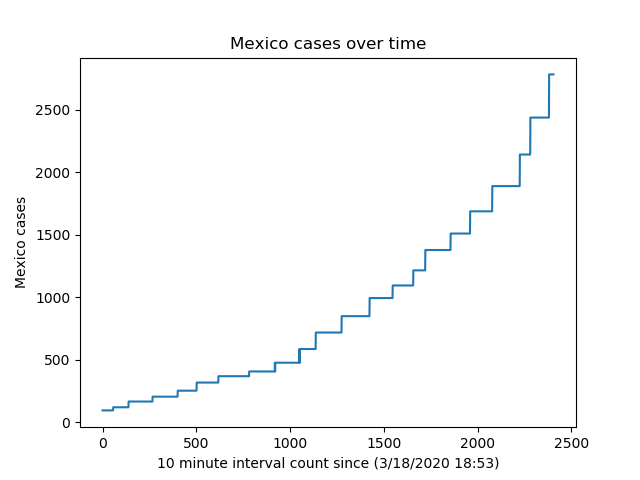 Mexico cases over time
Mexico cases
2500
2000
1500
1000
500
0
0 500 1000 1500 2000 2500
10 minute interval count since (3/18/2020 18:53)